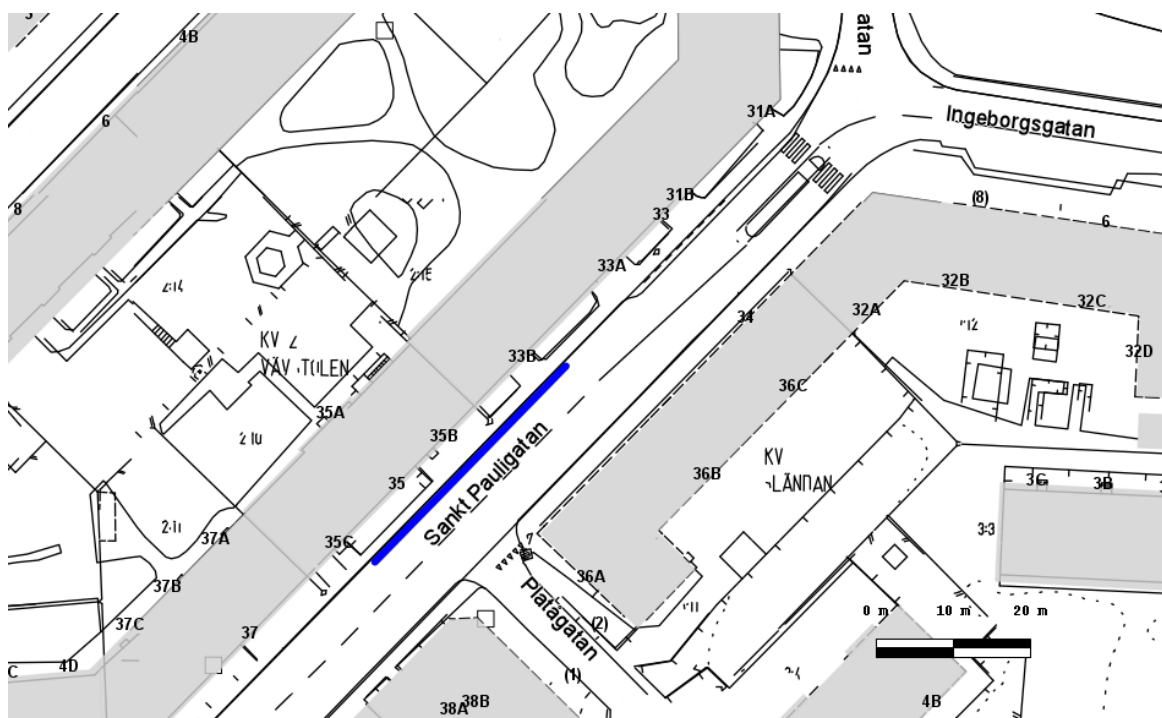 4B
6
8
atan
Ingeborgsgatan
31A
31B
33
33A
33B
(8)
6
32B
32C
32A
32D
34
36C
36B
KV
KV
35A
35B
35
35C
Sankt Pauligatan
37A
37B
37C
37
4D
C
36A
Platågatan
(2)
(1)
38B
38A
4B
3B
0 m 10 m 20 m